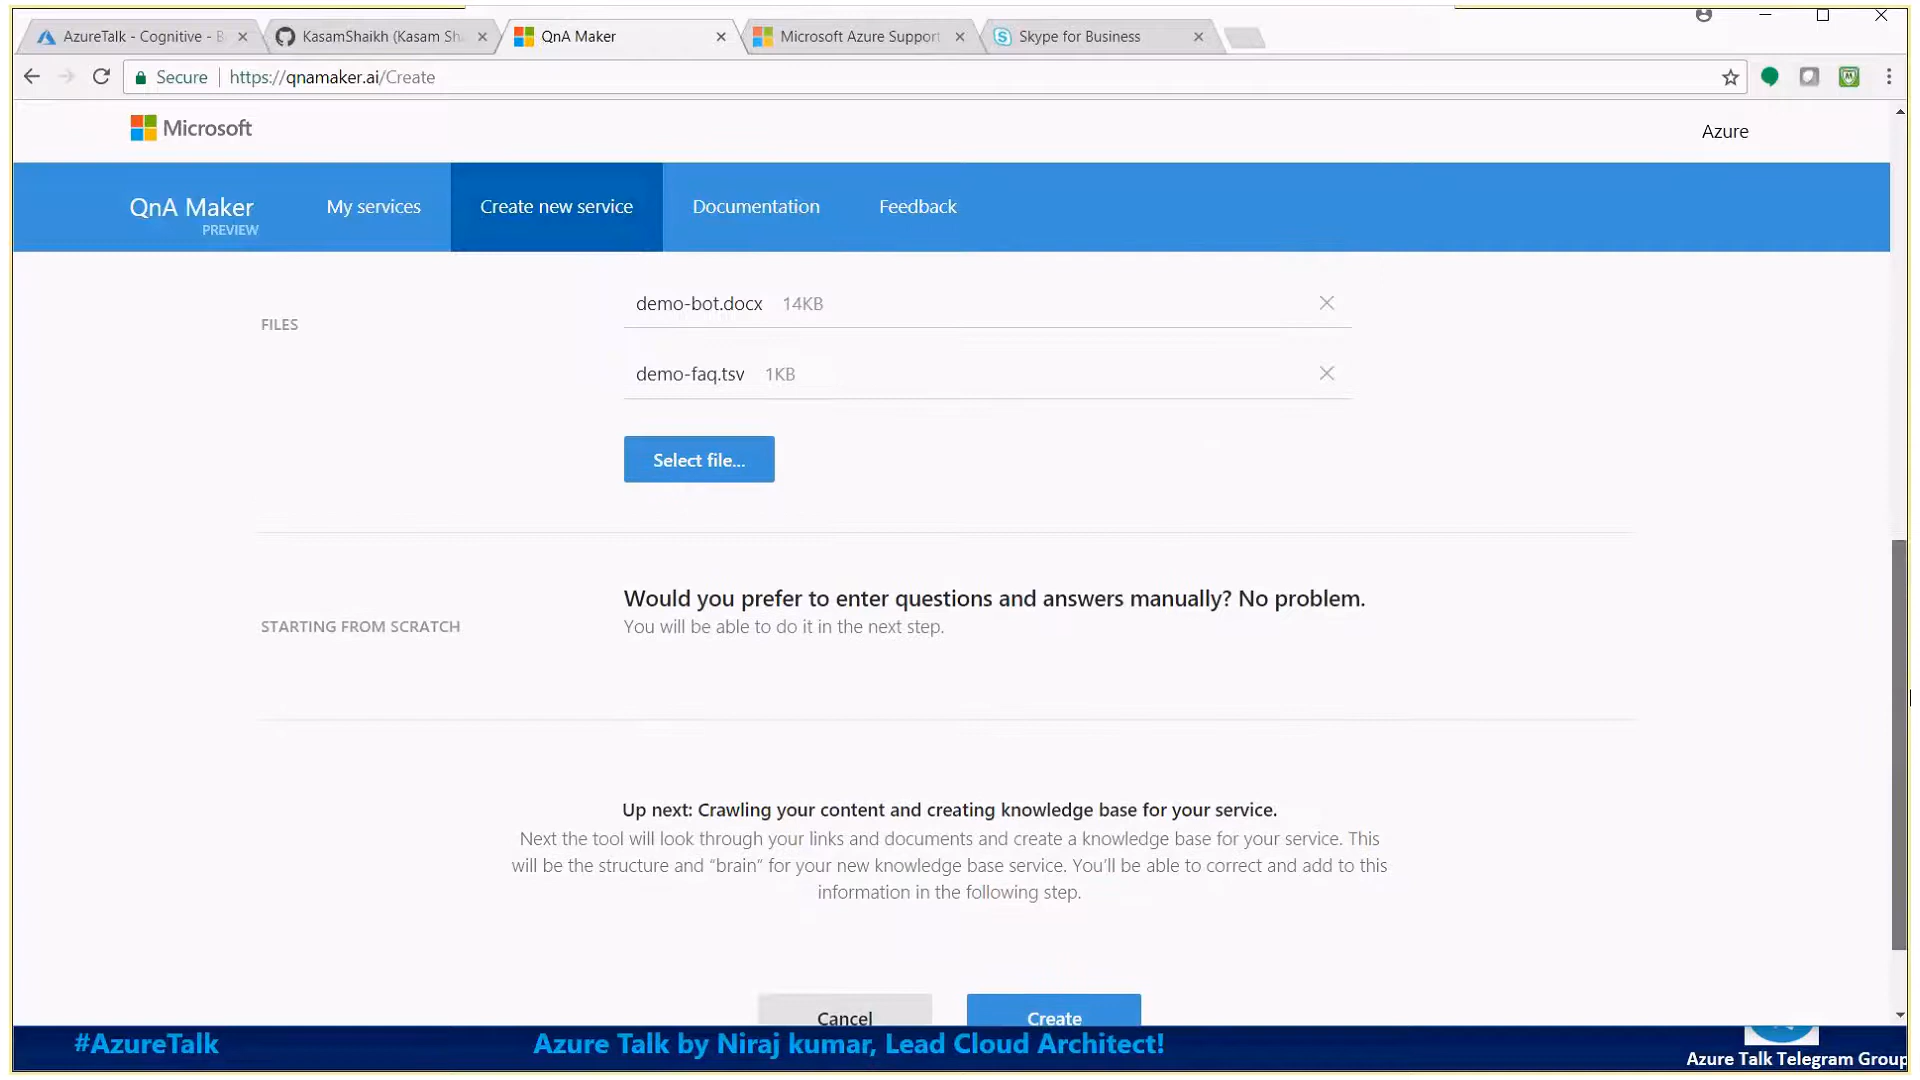 AzureTalk - Cognitive - B
KasamShaikh (Kasam Sha
QnA Maker
Microsoft Azure Support
Skype for Business
Secure
https://qnamaker.ai/Create
Microsoft
Azure
QnA Maker
PREVIEW
My services
Create new service
Documentation
Feedback
FILES
demo-bot.docx 14KB
demo-faq.tsv 1KB
Select file...
STARTING FROM SCRATCH
Would you prefer to enter questions and answers manually? No problem.
You will be able to do it in the next step.
Up next: Crawling your content and creating knowledge base for your service.
Next the tool will look through your links and documents and create a knowledge base for your service. This
will be the structure and “brain” for your new knowledge base service. You’ll be able to correct and add to this
information in the following step.
Cancel
Create
#AzureTalk
Azure Talk by Niraj kumar, Lead Cloud Architect!
Azure Talk Telegram Group